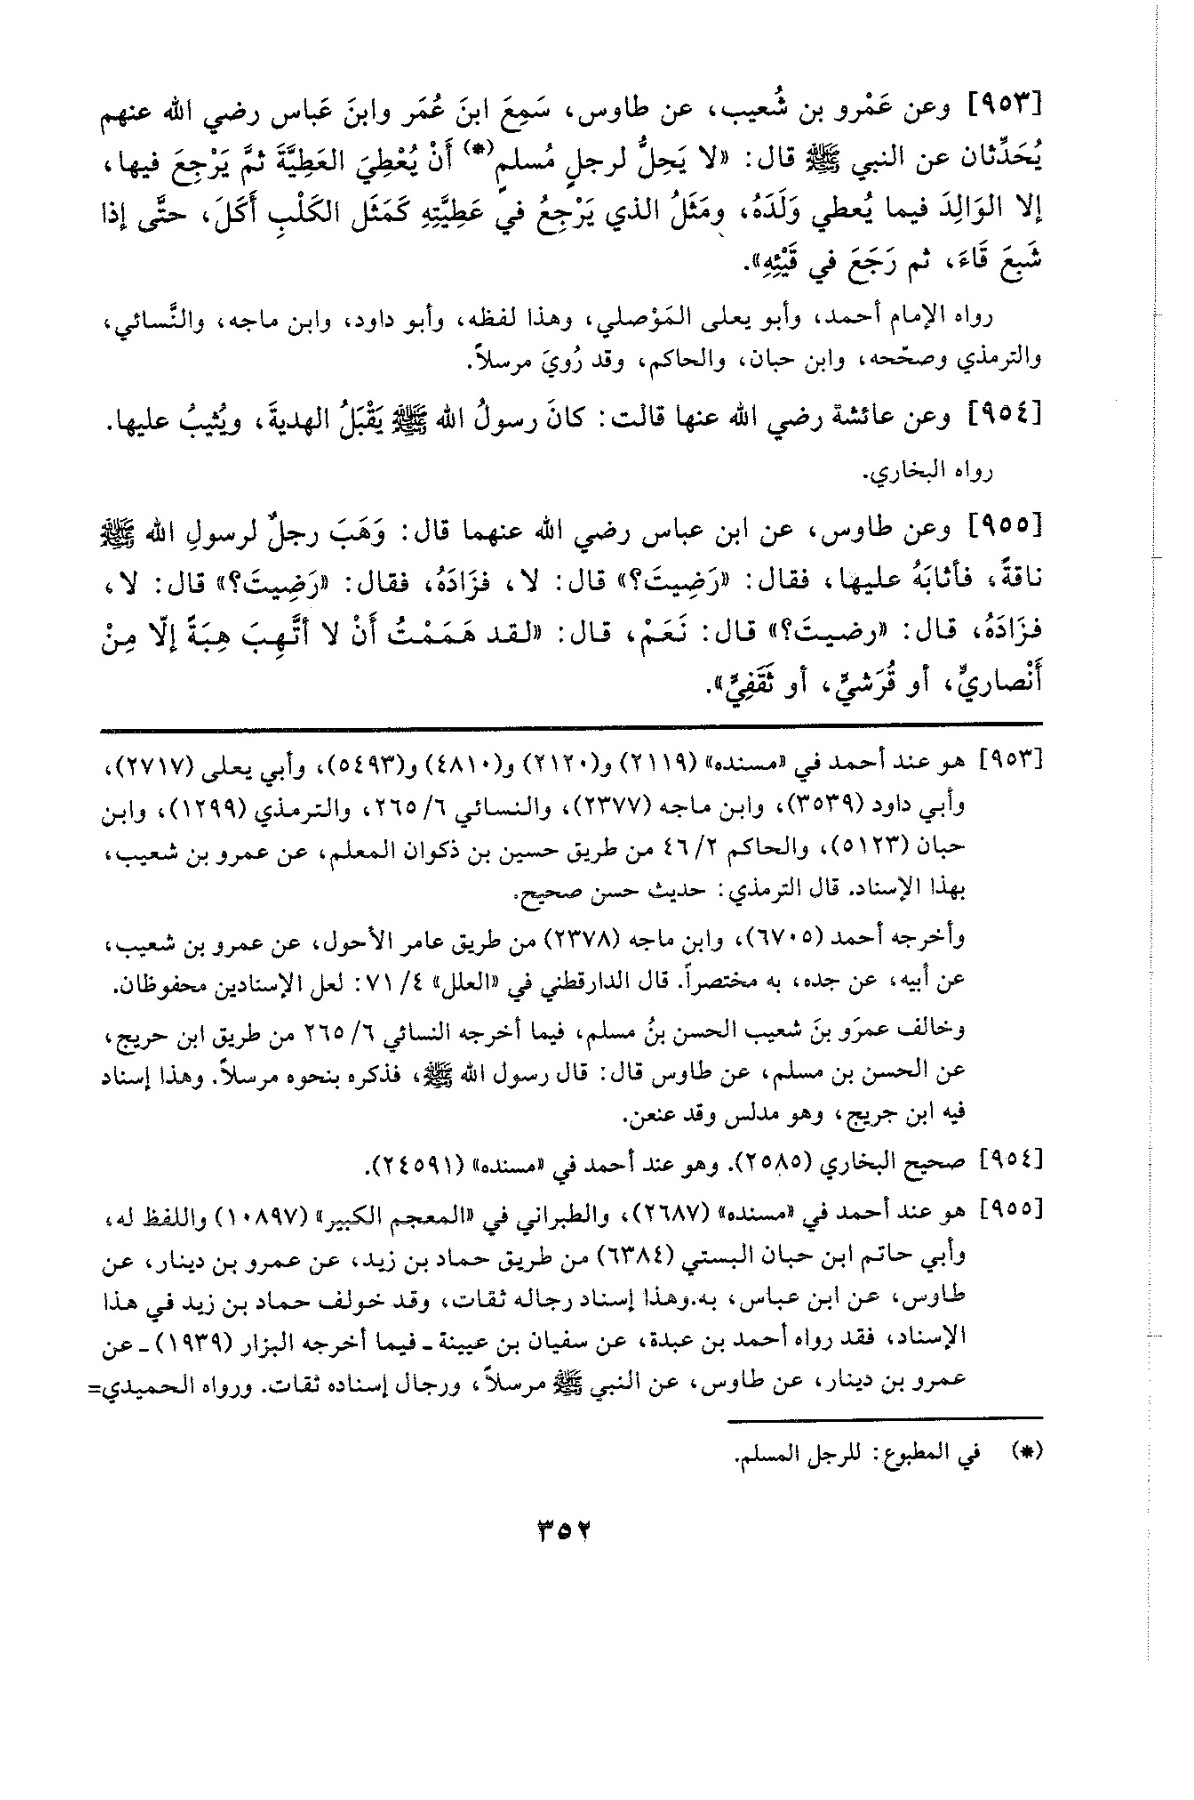 [٩٥٣] وعن عَمْرو بن شُعيب، عن طاوس، سَمِعَ ابنَ عُمَر وابنَ عَباس رضي الله عنهم
يُحَدِّثان عن النبي ﷺ قال: «لا يَحِلُّ لرجلٍ مُسلمٍ(*) أَنْ يُعْطِيَ العَطِيَّةَ ثمَّ يَرْجِعَ فيها،
إلا الوَالِدَ فيما يُعطي وَلَدَهُ، ومَثَلُ الذي يَرْجِعُ في عَطِيَّتِهِ كَمَثَل الكَلْبِ أَكَلَ، حتَّى إذا
شَبِعَ قَاءَ، ثم رَجَعَ في قَيْئِهِ».
رواه الإمام أحمد، وأبو يعلى المَوْصلي، وهذا لفظه، وأبو داود، وابن ماجه، والنَّسائي،
والترمذي وصحّحه، وابن حبان، والحاكم، وقد رُويَ مرسلاً.
[٩٥٤] وعن عائشة رضي الله عنها قالت: كانَ رسولُ الله ﷺ يَقْبَلُ الهديةَ، ويُثيبُ عليها.
رواه البخاري.
[٩٥٥] وعن طاوس، عن ابن عباس رضي الله عنهما قال: وَهَبَ رجلٌ لرسولِ الله ﷺ
ناقةً، فأثابَهُ عليها، فقال: «رَضِيتَ؟» قال: لا، فزَادَهُ، فقال: «رَضِيتَ؟» قال: لا،
فزَادَهُ، قال: «رضيتَ؟» قال: نَعَمْ، قال: «لقد هَمَمْتُ أَنْ لا أتَّهِبَ هِبَةً إلّا مِنْ
أَنْصاريٍّ، أو قُرَشيٍّ، أو ثَقَفِيٍّ».
[٩٥٣] هو عند أحمد في «مسنده» (٢١١٩) و(٢١٢٠) و(٤٨١٠) و(٥٤٩٣)، وأبي يعلى (٢٧١٧)،
وأبي داود (٣٥٣٩)، وابن ماجه (٢٣٧٧)، والنسائي ٦/ ٢٦٥، والترمذي (١٢٩٩)، وابن
حبان (٥١٢٣)، والحاكم ٢/ ٤٦ من طريق حسين بن ذكوان المعلم، عن عمرو بن شعيب،
بهذا الإسناد. قال الترمذي: حديث حسن صحيح.
وأخرجه أحمد (٦٧٠٥)، وابن ماجه (٢٣٧٨) من طريق عامر الأحول، عن عمرو بن شعيب،
عن أبيه، عن جده، به مختصراً. قال الدارقطني في «العلل» ٤/ ٧١: لعل الإسنادين محفوظان.
وخالف عمرَو بنَ شعيب الحسن بنُ مسلم، فيما أخرجه النسائي ٦/ ٢٦٥ من طريق ابن حريج،
عن الحسن بن مسلم، عن طاوس قال: قال رسول الله ﷺ، فذكره بنحوه مرسلاً. وهذا إسناد
فيه ابن جريج، وهو مدلس وقد عنعن.
[٩٥٤] صحيح البخاري (٢٥٨٥). وهو عند أحمد في «مسنده» (٢٤٥٩١).
[٩٥٥] هو عند أحمد في «مسنده» (٢٦٨٧)، والطبراني في «المعجم الكبير» (١٠٨٩٧) واللفظ له،
وأبي حاتم ابن حبان البستي (٦٣٨٤) من طريق حماد بن زيد، عن عمرو بن دينار، عن
طاوس، عن ابن عباس، به.وهذا إسناد رجاله ثقات، وقد خولف حماد بن زيد في هذا
الإسناد، فقد رواه أحمد بن عبدة، عن سفيان بن عيينة ـ فيما أخرجه البزار (١٩٣٩) ـ عن
عمرو بن دينار، عن طاوس، عن النبي ﷺ مرسلاً، ورجال إسناده ثقات. ورواه الحميدي=
(*) في المطبوع: للرجل المسلم.
٣٥٢